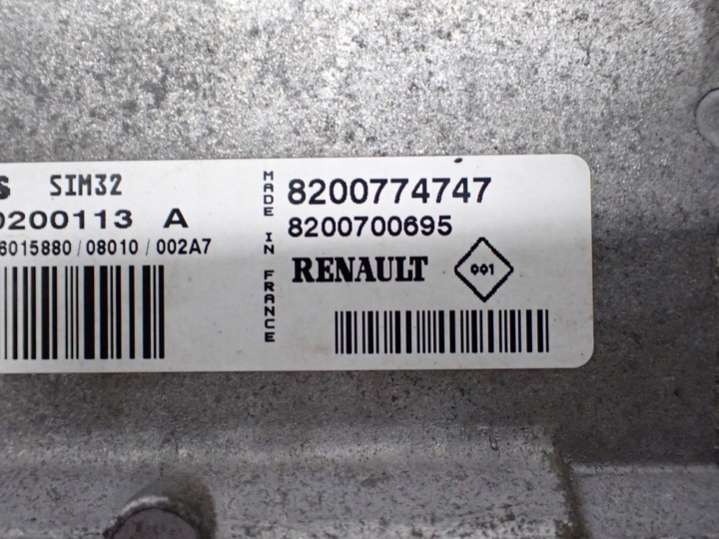 S SIM32
0200113 A
6015880/08010/002A7
MADE IN FRANCE
8200774747
8200700695
RENAULT 001